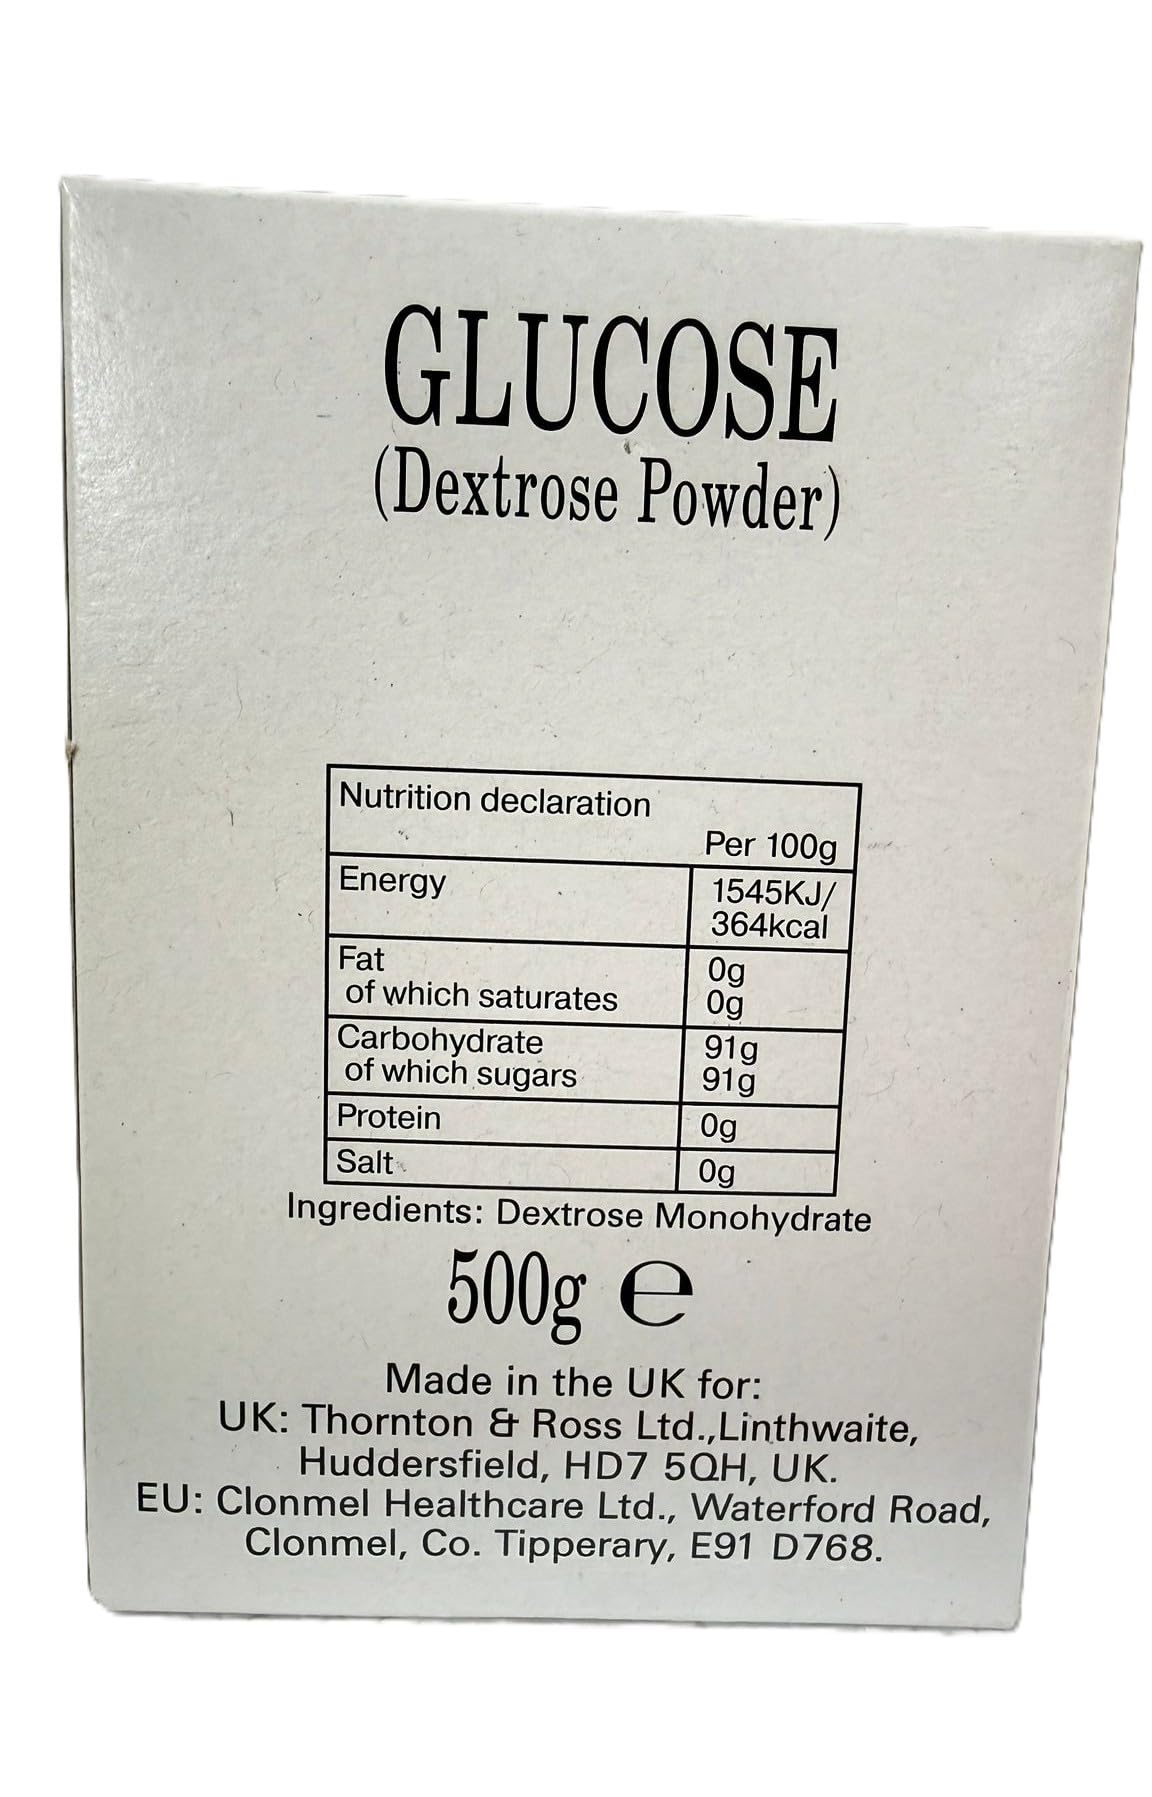 GLUCOSE
(Dextrose Powder)
Nutrition declaration
Per 100g
Energy 1545KJ/
364kcal
Fat 0g
of which saturates 0g
Carbohydrate 91g
of which sugars 91g
Protein 0g
Salt 0g
Ingredients: Dextrose Monohydrate
500g e
Made in the UK for:
UK: Thornton & Ross Ltd.,Linthwaite,
Huddersfield, HD7 5QH, UK.
EU: Clonmel Healthcare Ltd., Waterford Road,
Clonmel, Co. Tipperary, E91 D768.